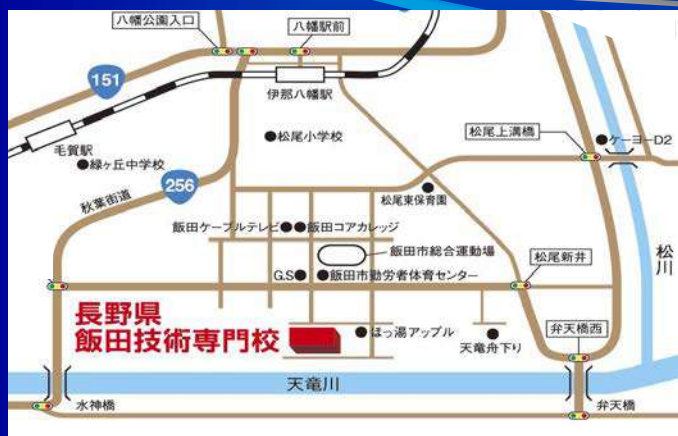 八幡公園入口
八幡駅前
151
伊那八幡駅
毛賀駅
緑ヶ丘中学校
松尾小学校
松尾上溝橋
ケーヨーD2
256
秋葉街道
松尾東保育園
飯田ケーブルテレビ
飯田コアカレッジ
飯田市総合運動場
松尾新井
松川
G.S
飯田市勤労者体育センター
長野県
飯田技術専門校
ほっ湯アップル
天竜舟下り
弁天橋西
天竜川
水神橋
弁天橋